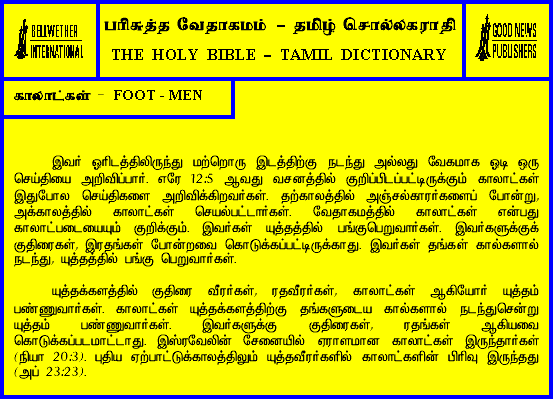 BELLWETHER
INTERNATIONAL
பரிசுத்த வேதாகமம் – தமிழ் சொல்லகராதி
THE HOLY BIBLE – TAMIL DICTIONARY
GOOD NEWS
PUBLISHERS
காலாட்கள் – FOOT - MEN
இவர் ஓரிடத்திலிருந்து மற்றொரு இடத்திற்கு நடந்து அல்லது வேகமாக ஓடி ஒரு
செய்தியை அறிவிப்பார். எரே 12:5 ஆவது வசனத்தில் குறிப்பிடப்பட்டிருக்கும் காலாட்கள்
இதுபோல செய்திகளை அறிவிக்கிறவர்கள். தற்காலத்தில் அஞ்சல்காரர்களைப் போன்று,
அக்காலத்தில் காலாட்கள் செயல்பட்டார்கள். வேதாகமத்தில் காலாட்கள் என்பது
காலாட்படையையும் குறிக்கும். இவர்கள் யுத்தத்தில் பங்குபெறுவார்கள். இவர்களுக்குக்
குதிரைகள், இரதங்கள் போன்றவை கொடுக்கப்பட்டிருக்காது. இவர்கள் தங்கள் கால்களால்
நடந்து, யுத்தத்தில் பங்கு பெறுவார்கள்.
யுத்தக்களத்தில் குதிரை வீரர்கள், ரதவீரர்கள், காலாட்கள் ஆகியோர் யுத்தம்
பண்ணுவார்கள். காலாட்கள் யுத்தக்களத்திற்கு தங்களுடைய கால்களால் நடந்துசென்று
யுத்தம் பண்ணுவார்கள். இவர்களுக்கு குதிரைகள், ரதங்கள் ஆகியவை
கொடுக்கப்படமாட்டாது. இஸ்ரவேலின் சேனையில் ஏராளமான காலாட்கள் இருந்தார்கள்
(நியா 20:3). புதிய ஏற்பாட்டுக்காலத்திலும் யுத்தவீரர்களில் காலாட்களின் பிரிவு இருந்தது
(அப் 23:23).